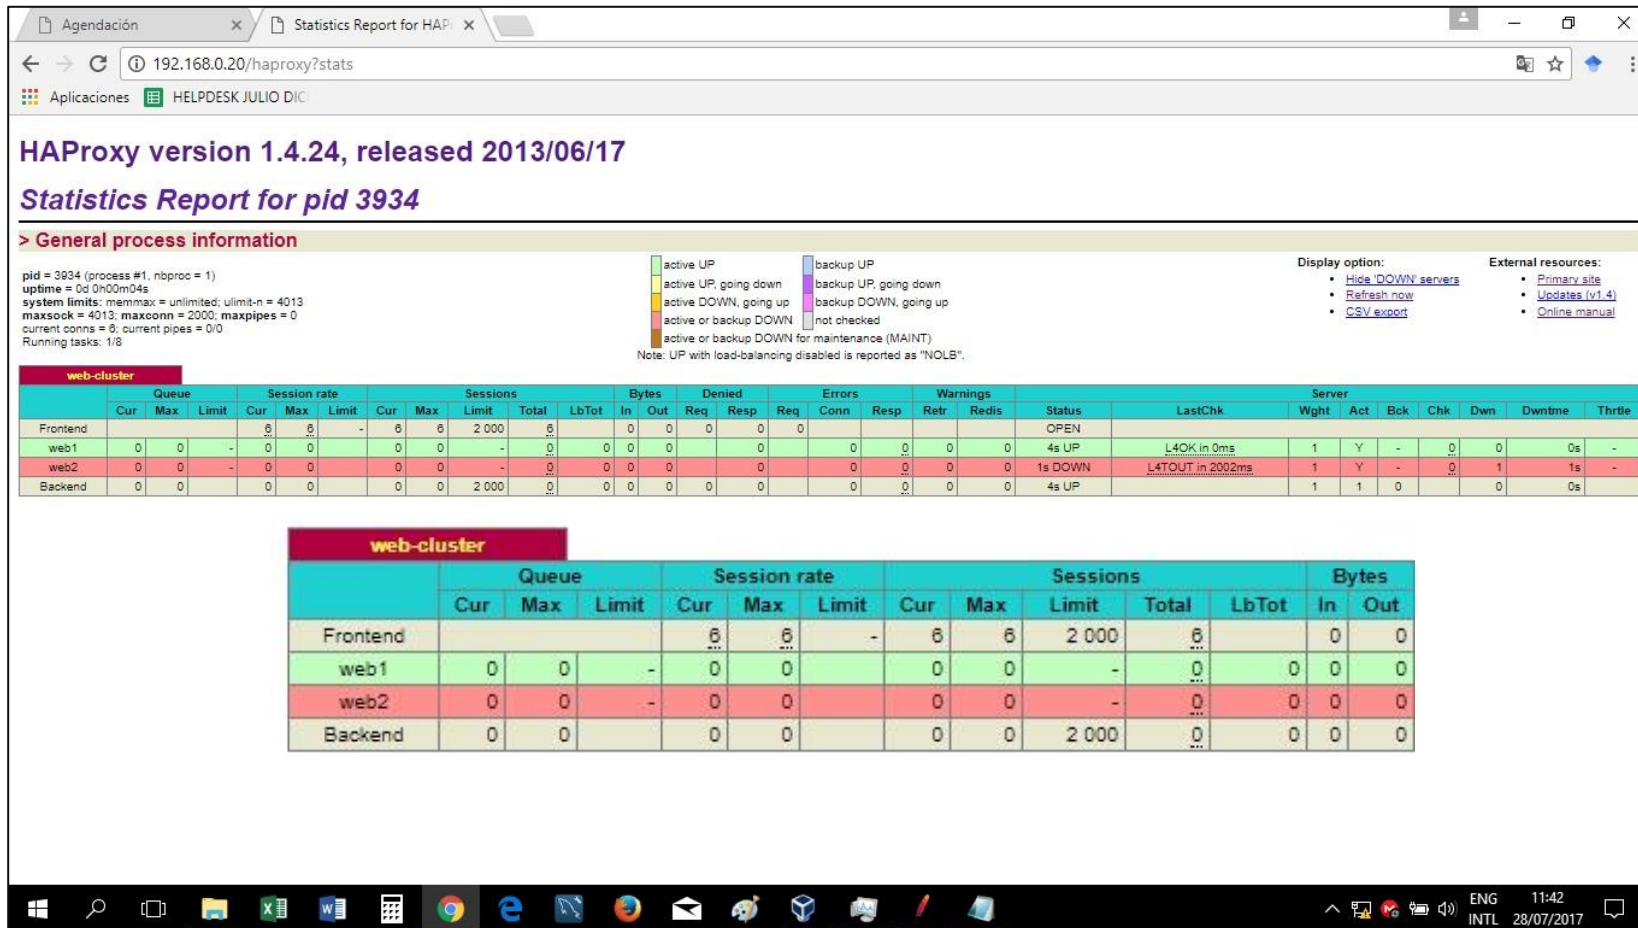 Agendación
Statistics Report for HAP
192.168.0.20/haproxy?stats
Aplicaciones HELPDESK JULIO DIC
HAProxy version 1.4.24, released 2013/06/17
Statistics Report for pid 3934
> General process information
pid = 3934 (process #1, nbproc = 1)
uptime = 0d 0h00m04s
system limits: memmax = unlimited; ulimit-n = 4013
maxsock = 4013; maxconn = 2000; maxpipes = 0
current conns = 6; current pipes = 0/0
Running tasks: 1/8
active UP backup UP
active UP, going down backup UP, going down
active DOWN, going up backup DOWN, going up
active or backup DOWN not checked
active or backup DOWN for maintenance (MAINT)
Note: UP with load-balancing disabled is reported as "NOLB".
Display option:
• Hide 'DOWN' servers
• Refresh now
• CSV export
External resources:
• Primary site
• Updates (v1.4)
• Online manual
web-cluster
Queue Session rate Sessions Bytes Denied Errors Warnings Server
Cur Max Limit Cur Max Limit Cur Max Limit Total LbTot In Out Req Resp Req Conn Resp Retr Redis Status LastChk Wght Act Bck Chk Dwn Dwntme Thrtle
Frontend 6 6 - 6 6 2 000 6 0 0 0 0 0 OPEN
web1 0 0 - 0 0 0 0 - 0 0 0 0 0 0 0 0 0 4s UP L4OK in 0ms 1 Y - 0 0 0s -
web2 0 0 - 0 0 0 0 - 0 0 0 0 0 0 0 0 0 1s DOWN L4TOUT in 2002ms 1 Y - 0 1 1s -
Backend 0 0 0 0 0 0 2 000 0 0 0 0 0 0 0 0 0 0 4s UP 1 1 0 0 0s
web-cluster
Queue Session rate Sessions Bytes
Cur Max Limit Cur Max Limit Cur Max Limit Total LbTot In Out
Frontend 6 6 - 6 6 2 000 6 0 0
web1 0 0 - 0 0 0 0 - 0 0 0 0
web2 0 0 - 0 0 0 0 - 0 0 0 0
Backend 0 0 0 0 0 0 2 000 0 0 0 0
ENG 11:42
INTL 28/07/2017